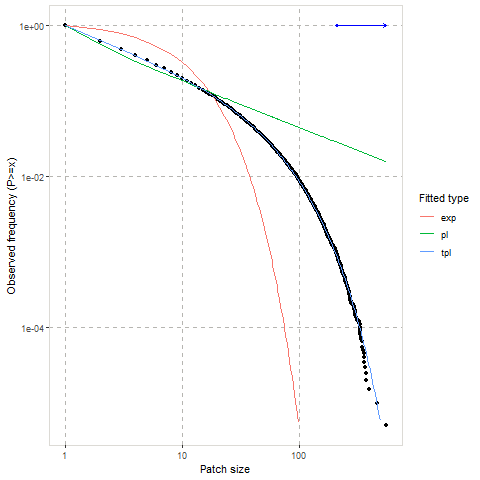 1e+00
1e-02
1e-04
Observed frequency (P>=x)
1
10
100
Patch size
Fitted type
exp
pl
tpl